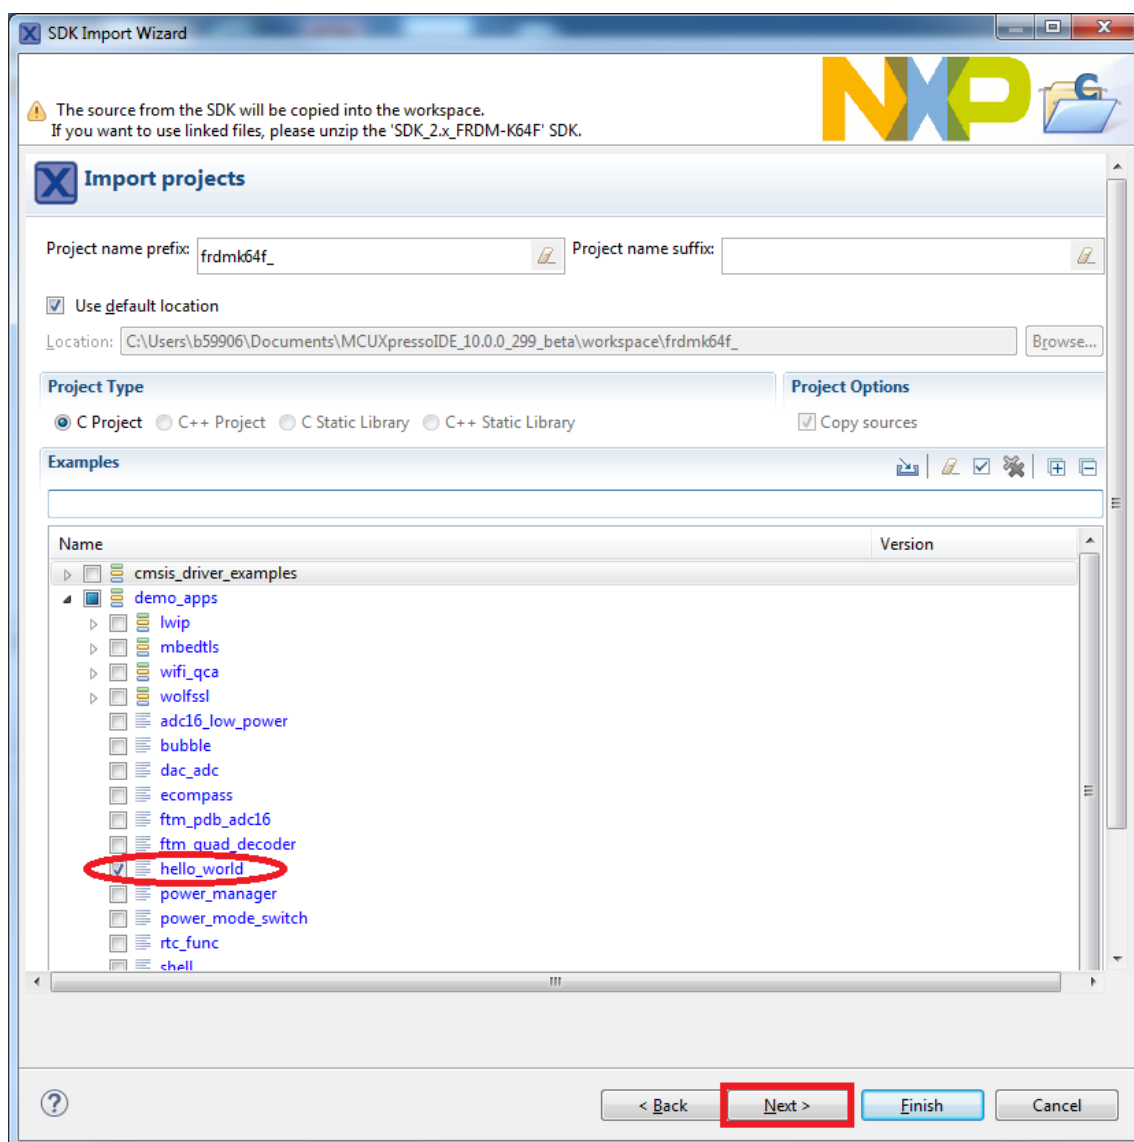 SDK Import Wizard
The source from the SDK will be copied into the workspace.
If you want to use linked files, please unzip the 'SDK_2.x_FRDM-K64F' SDK.
NXP
C
Import projects
Project name prefix: frdmk64f_ Project name suffix:
Use default location
Location: C:\Users\b59906\Documents\MCUXpressoIDE_10.0.0_299_beta\workspace\frdmk64f_ Browse...
Project Type Project Options
C Project C++ Project C Static Library C++ Static Library Copy sources
Examples
Name Version
cmsis_driver_examples
demo_apps
lwip
mbedtls
wifi_qca
wolfssl
adc16_low_power
bubble
dac_adc
ecompass
ftm_pdb_adc16
ftm_quad_decoder
hello_world
power_manager
power_mode_switch
rtc_func
shell
? < Back Next > Finish Cancel